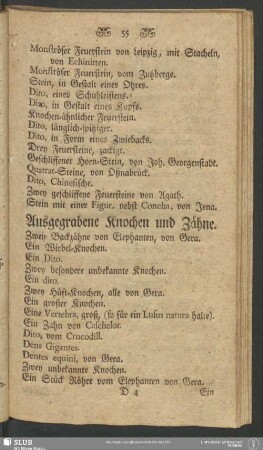 55
Monströser Feuerstein von Leipzig, mit Stacheln,
von Echiniten.
Monströser Feuerstein, vom Zutzberge.
Stein, in Gestalt eines Ohres.
Dito, eines Schuhleistens.
Dito, in Gestalt eines Kopfs.
Knochen-ähnlicher Feuerstein.
Dito, länglich-spitziger.
Dito, in Form eines Zwiebacks.
Drey Feuersteine, zackigt.
Geschliffener Horn-Stein, von Joh. Georgenstadt.
Quatrat-Steine, von Oßnabrück.
Dito, Chinesische.
Zwey geschliffene Feuersteine von Agath.
Stein mit einer Figur, nebst Concha, von Jena.
Ausgegrabene Knochen und Zähne.
Zwey Backzähne von Elephanten, von Gera.
Ein Wirbel-Knochen.
Ein Dito.
Zwey besondere unbekannte Knochen.
Ein dito.
Zwey Hüft-Knochen, alle von Gera.
Ein großer Knochen.
Eine Vertebra, groß, (so für ein Lusus naturæ halte).
Ein Zahn von Calchelot.
Dito, vom Crocodill.
Dens Gigantes.
Dentes equini, von Gera.
Zwey unbekannte Knochen.
Ein Stück Röhre vom Elephanten von Gera.
D 4 Ein
SLUB